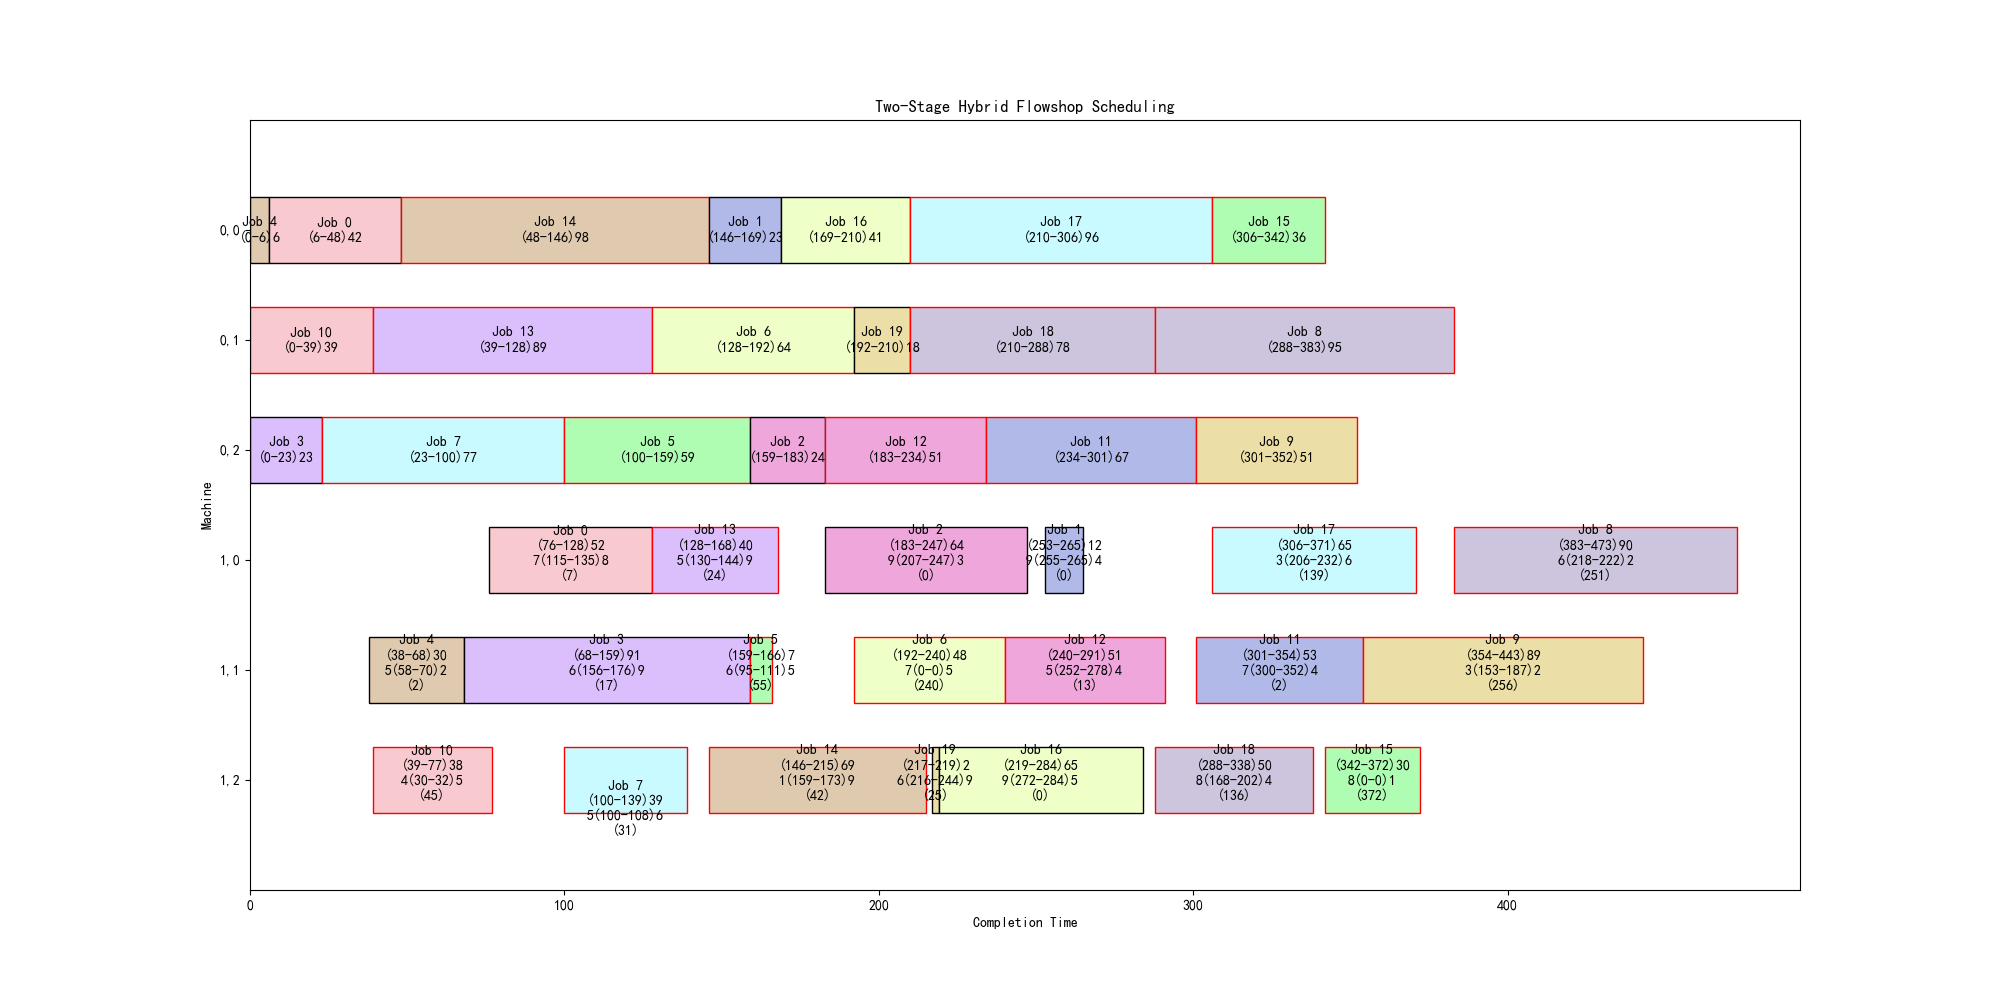 Two-Stage Hybrid Flowshop Scheduling
Machine
0,0
Job 4
(0-6)6
Job 0
(6-48)42
Job 14
(48-146)98
Job 1
(146-169)23
Job 16
(169-210)41
Job 17
(210-306)96
Job 15
(306-342)36
0,1
Job 10
(0-39)39
Job 13
(39-128)89
Job 6
(128-192)64
Job 19
(192-210)18
Job 18
(210-288)78
Job 8
(288-383)95
0,2
Job 3
(0-23)23
Job 7
(23-100)77
Job 5
(100-159)59
Job 2
(159-183)24
Job 12
(183-234)51
Job 11
(234-301)67
Job 9
(301-352)51
1,0
Job 0
(76-128)52
7(115-135)8
(7)
Job 13
(128-168)40
5(130-144)9
(24)
Job 2
(183-247)64
9(207-247)3
(0)
Job 1
(253-265)12
9(255-265)4
(0)
Job 17
(306-371)65
3(206-232)6
(139)
Job 8
(383-473)90
6(218-222)2
(251)
1,1
Job 4
(38-68)30
5(58-70)2
(2)
Job 3
(68-159)91
6(156-176)9
(17)
Job 5
(159-166)7
6(95-111)5
(55)
Job 6
(192-240)48
7(0-0)5
(240)
Job 12
(240-291)51
5(252-278)4
(13)
Job 11
(301-354)53
7(300-352)4
(2)
Job 9
(354-443)89
3(153-187)2
(256)
1,2
Job 10
(39-77)38
4(30-32)5
(45)
Job 7
(100-139)39
5(100-108)6
(31)
Job 14
(146-215)69
1(159-173)9
(42)
Job 19
(217-219)2
6(216-244)9
(25)
Job 16
(219-284)65
9(272-284)5
(0)
Job 18
(288-338)50
8(168-202)4
(136)
Job 15
(342-372)30
8(0-0)1
(372)
0
100
200
300
400
Completion Time